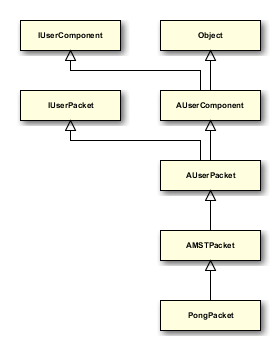 IUserComponent
Object
IUserPacket
AUserComponent
AUserPacket
AMSTPacket
PongPacket